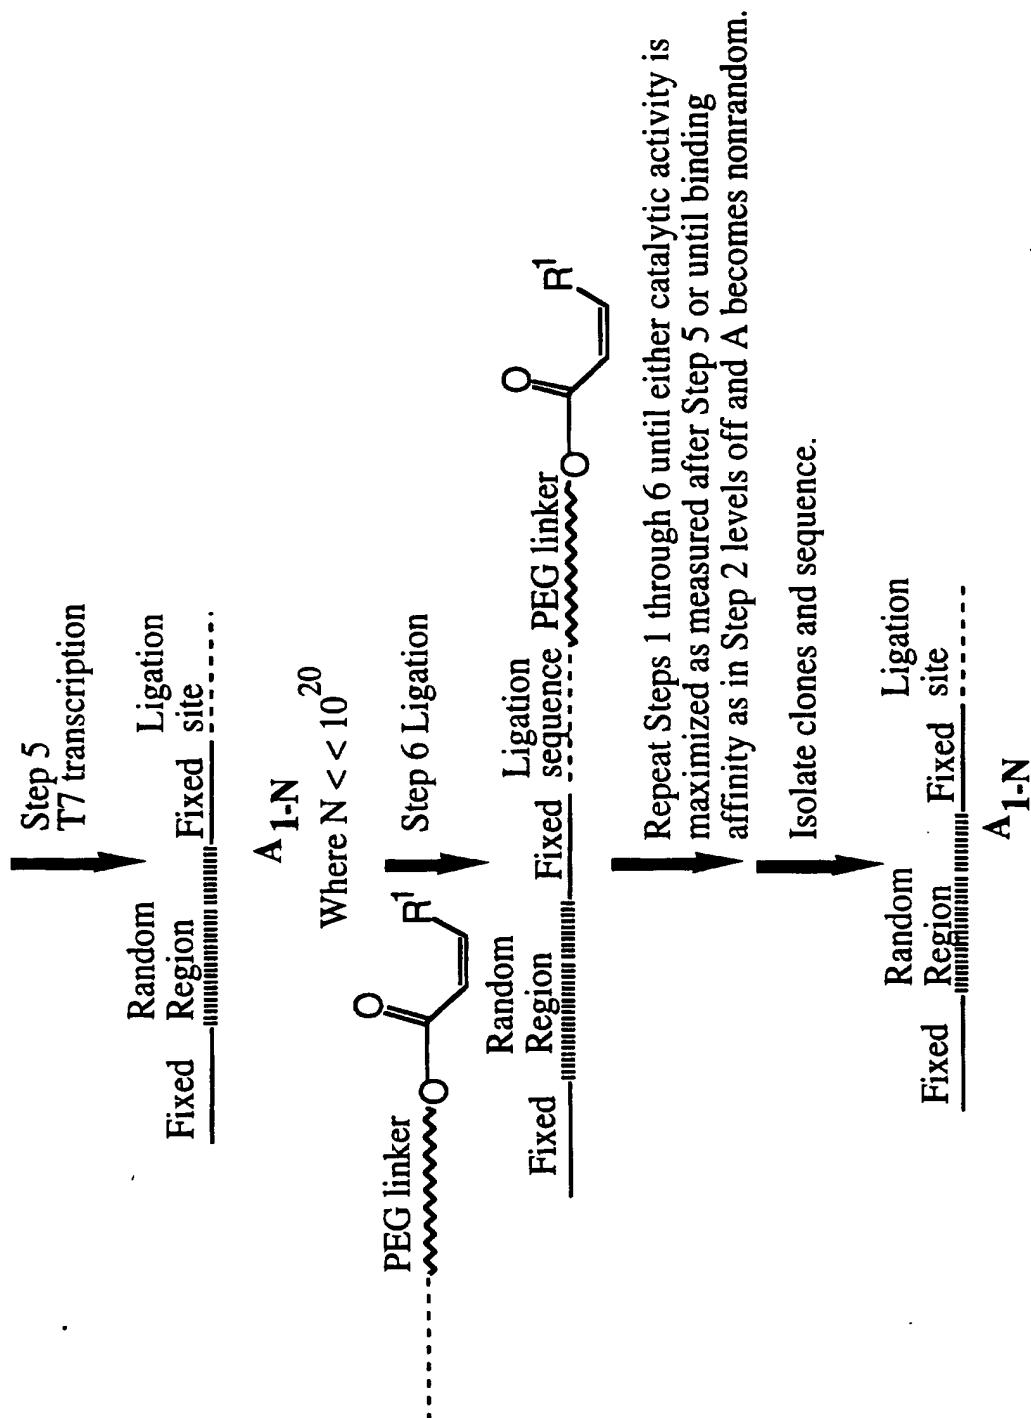 Step 5
T7 transcription
Random
Region
Ligation
site
Fixed
Fixed
A 1-N
Where N < < 10 20
Step 6 Ligation
PEG linker
O
O
R1
Random
Region
Ligation
sequence
Fixed
Fixed
PEG linker
O
O
R1
Repeat Steps 1 through 6 until either catalytic activity is
maximized as measured after Step 5 or until binding
affinity as in Step 2 levels off and A becomes nonrandom.
Isolate clones and sequence.
Random
Region
Ligation
site
Fixed
Fixed
A 1-N